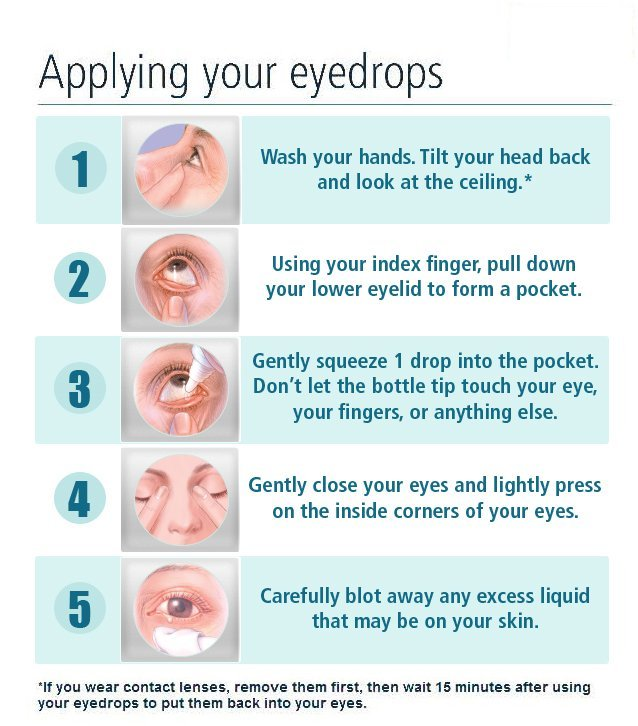 Applying your eyedrops
1
Wash your hands. Tilt your head back
and look at the ceiling.*
2
Using your index finger, pull down
your lower eyelid to form a pocket.
3
Gently squeeze 1 drop into the pocket.
Don't let the bottle tip touch your eye,
your fingers, or anything else.
4
Gently close your eyes and lightly press
on the inside corners of your eyes.
5
Carefully blot away any excess liquid
that may be on your skin.
*If you wear contact lenses, remove them first, then wait 15 minutes after using
your eyedrops to put them back into your eyes.